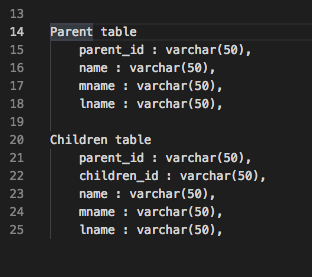 13
14 Parent table
15 parent_id : varchar(50),
16 name : varchar(50),
17 mname : varchar(50),
18 lname : varchar(50),
19
20 Children table
21 parent_id : varchar(50),
22 children_id : varchar(50),
23 name : varchar(50),
24 mname : varchar(50),
25 lname : varchar(50),